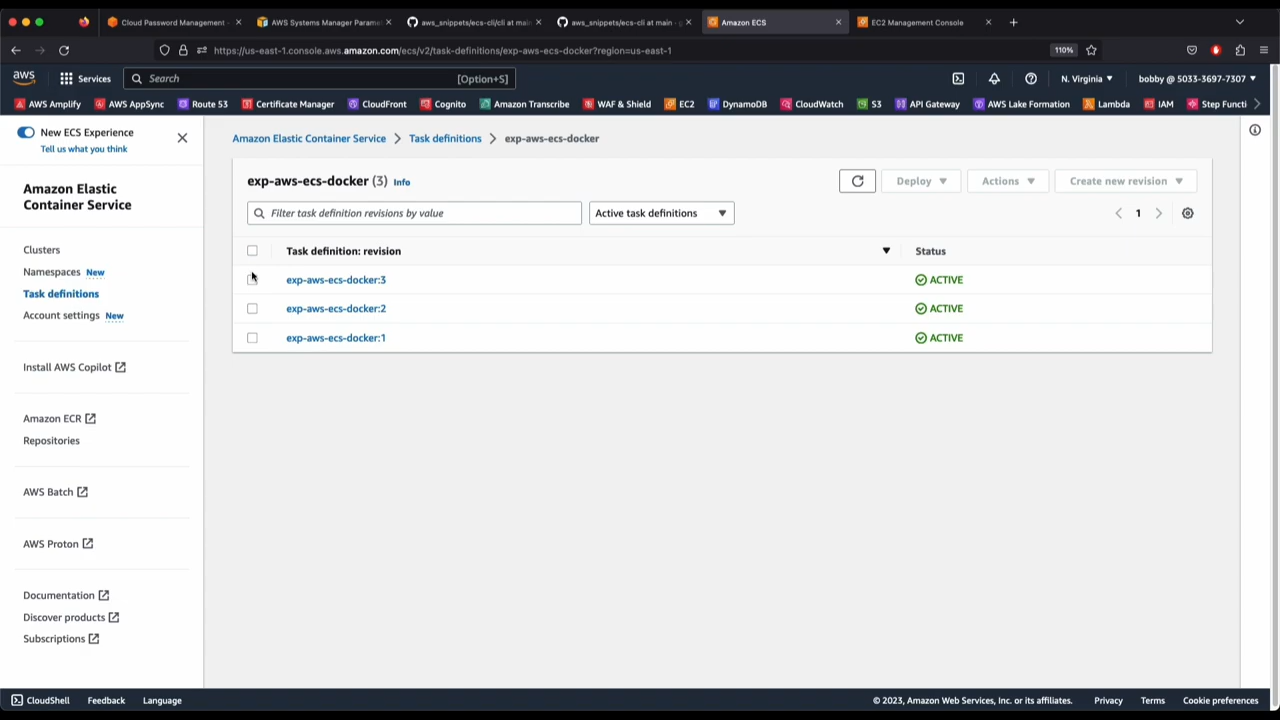 Cloud Password Management -
AWS Systems Manager Parame
aws_snippets/ecs-cli/cli at main
aws_snippets/ecs-cli at main
Amazon ECS
EC2 Management Console
https://us-east-1.console.aws.amazon.com/ecs/v2/task-definitions/exp-aws-ecs-docker?region=us-east-1
110%
aws
Services
Search
[Option+S]
N. Virginia
bobby @ 5033-3697-7307
AWS Amplify
AWS AppSync
Route 53
Certificate Manager
CloudFront
Cognito
Amazon Transcribe
WAF & Shield
EC2
DynamoDB
CloudWatch
S3
API Gateway
AWS Lake Formation
Lambda
IAM
Step Functi
New ECS Experience
Tell us what you think
Amazon Elastic
Container Service
Clusters
Namespaces New
Task definitions
Account settings New
Install AWS Copilot
Amazon ECR
Repositories
AWS Batch
AWS Proton
Documentation
Discover products
Subscriptions
Amazon Elastic Container Service > Task definitions > exp-aws-ecs-docker
exp-aws-ecs-docker (3) Info
Deploy
Actions
Create new revision
Filter task definition revisions by value
Active task definitions
1
Task definition: revision
Status
exp-aws-ecs-docker:3
ACTIVE
exp-aws-ecs-docker:2
ACTIVE
exp-aws-ecs-docker:1
ACTIVE
CloudShell
Feedback
Language
© 2023, Amazon Web Services, Inc. or its affiliates.
Privacy
Terms
Cookie preferences